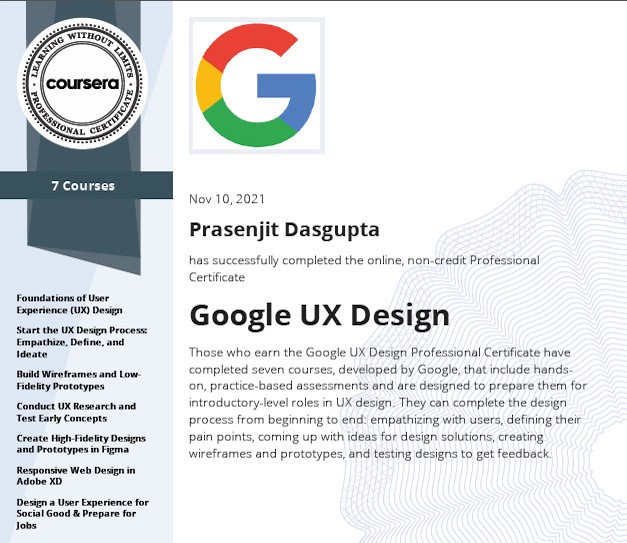 LEARNING WITHOUT LIMITS
coursera
PROFESSIONAL CERTIFICATE
7 Courses
Foundations of User
Experience (UX) Design
Start the UX Design Process:
Empathize, Define, and
Ideate
Build Wireframes and Low-
Fidelity Prototypes
Conduct UX Research and
Test Early Concepts
Create High-Fidelity Designs
and Prototypes in Figma
Responsive Web Design in
Adobe XD
Design a User Experience for
Social Good & Prepare for
Jobs
G
Nov 10, 2021
Prasenjit Dasgupta
has successfully completed the online, non-credit Professional
Certificate
Google UX Design
Those who earn the Google UX Design Professional Certificate have
completed seven courses, developed by Google, that include hands-
on, practice-based assessments and are designed to prepare them for
introductory-level roles in UX design. They can complete the design
process from beginning to end: empathizing with users, defining their
pain points, coming up with ideas for design solutions, creating
wireframes and prototypes, and testing designs to get feedback.